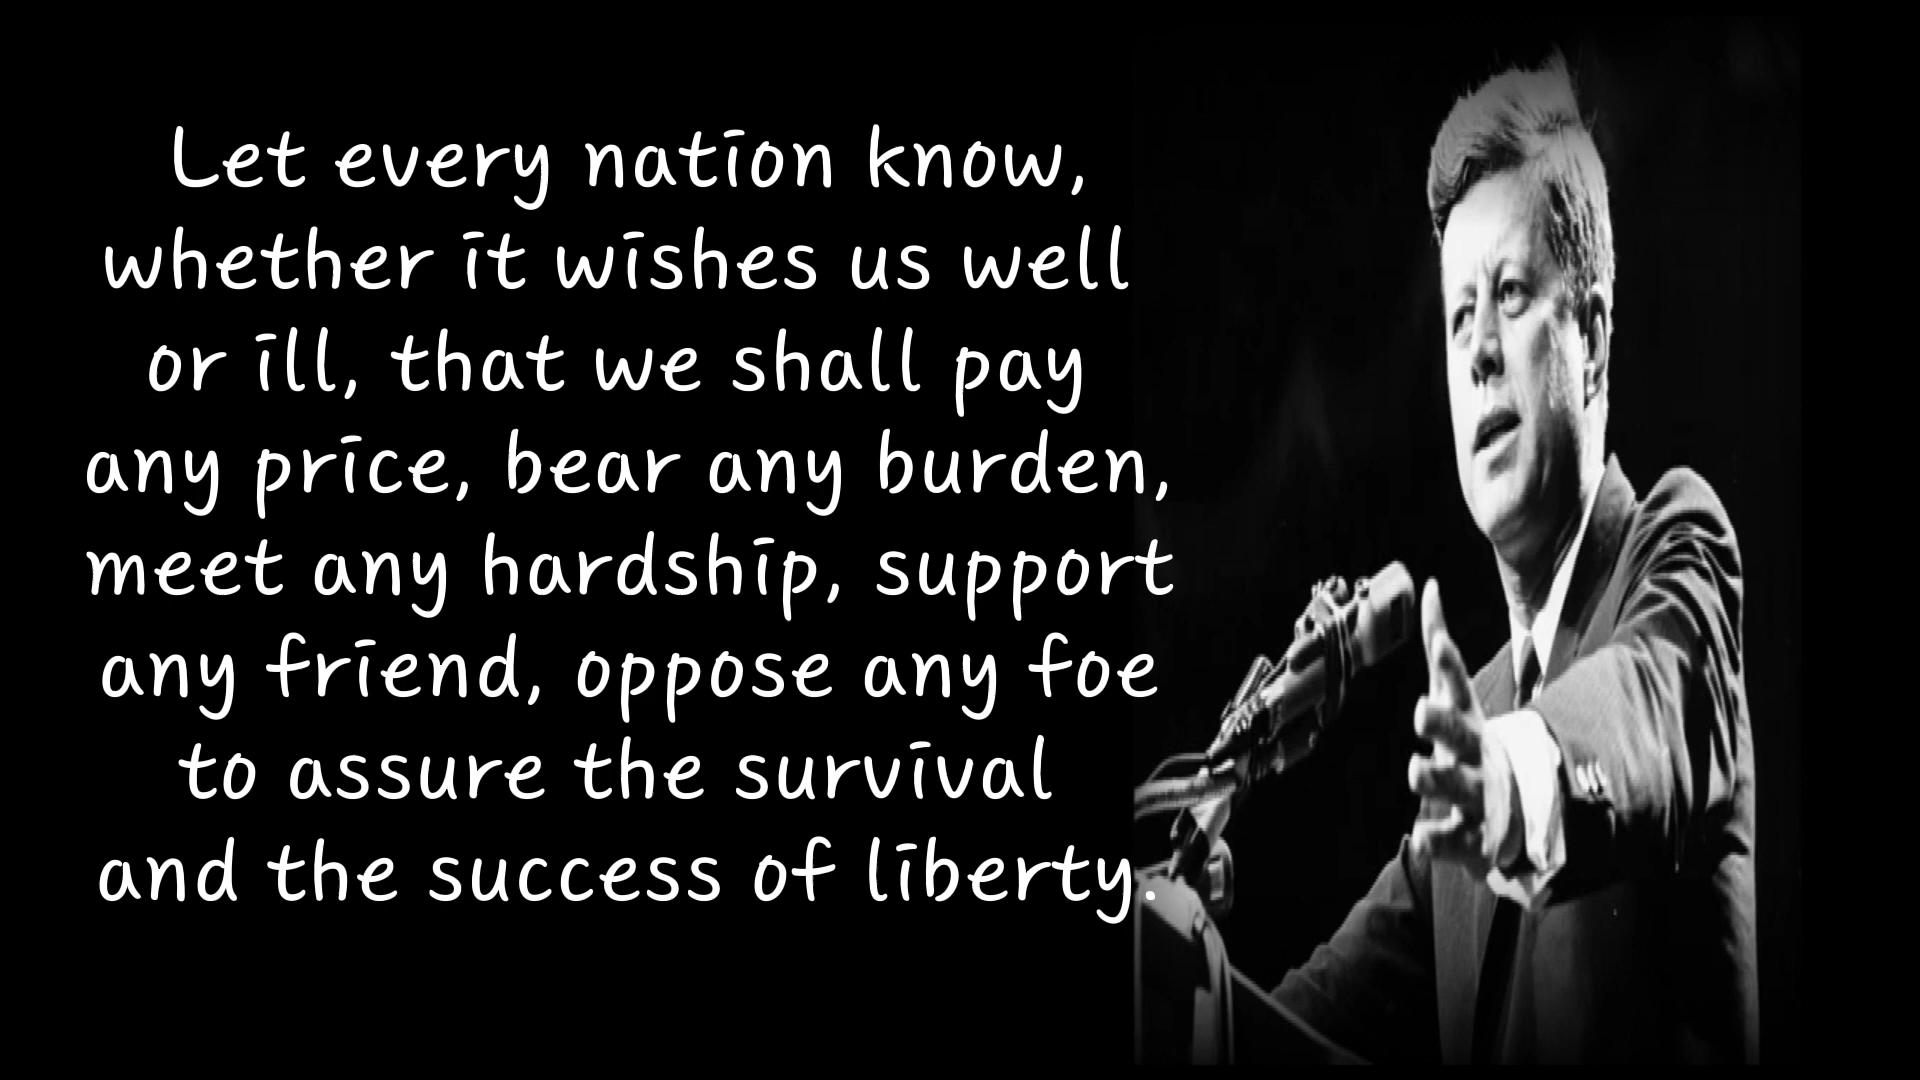 Let every nation know,
whether it wishes us well
or ill, that we shall pay
any price, bear any burden,
meet any hardship, support
any friend, oppose any foe
to assure the survival
and the success of liberty.